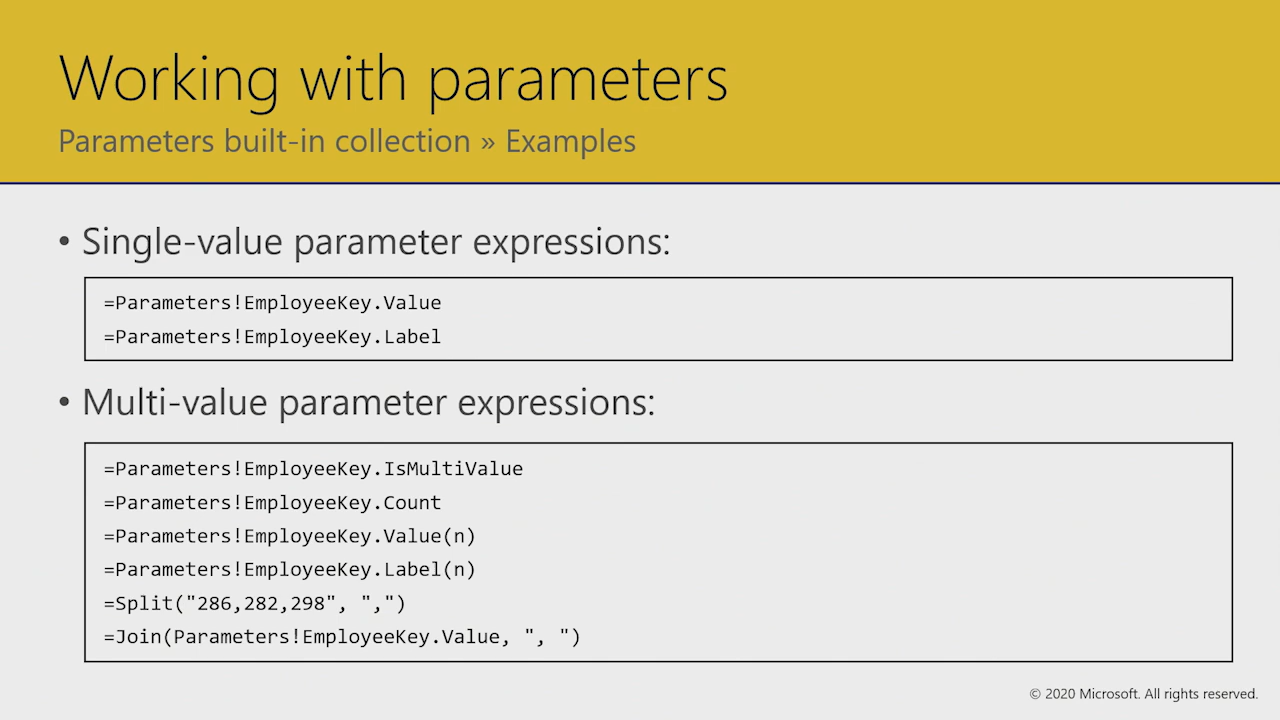 Working with parameters
Parameters built-in collection » Examples
• Single-value parameter expressions:
=Parameters!EmployeeKey.Value
=Parameters!EmployeeKey.Label
• Multi-value parameter expressions:
=Parameters!EmployeeKey.IsMultiValue
=Parameters!EmployeeKey.Count
=Parameters!EmployeeKey.Value(n)
=Parameters!EmployeeKey.Label(n)
=Split("286,282,298", ",")
=Join(Parameters!EmployeeKey.Value, ", ")
© 2020 Microsoft. All rights reserved.